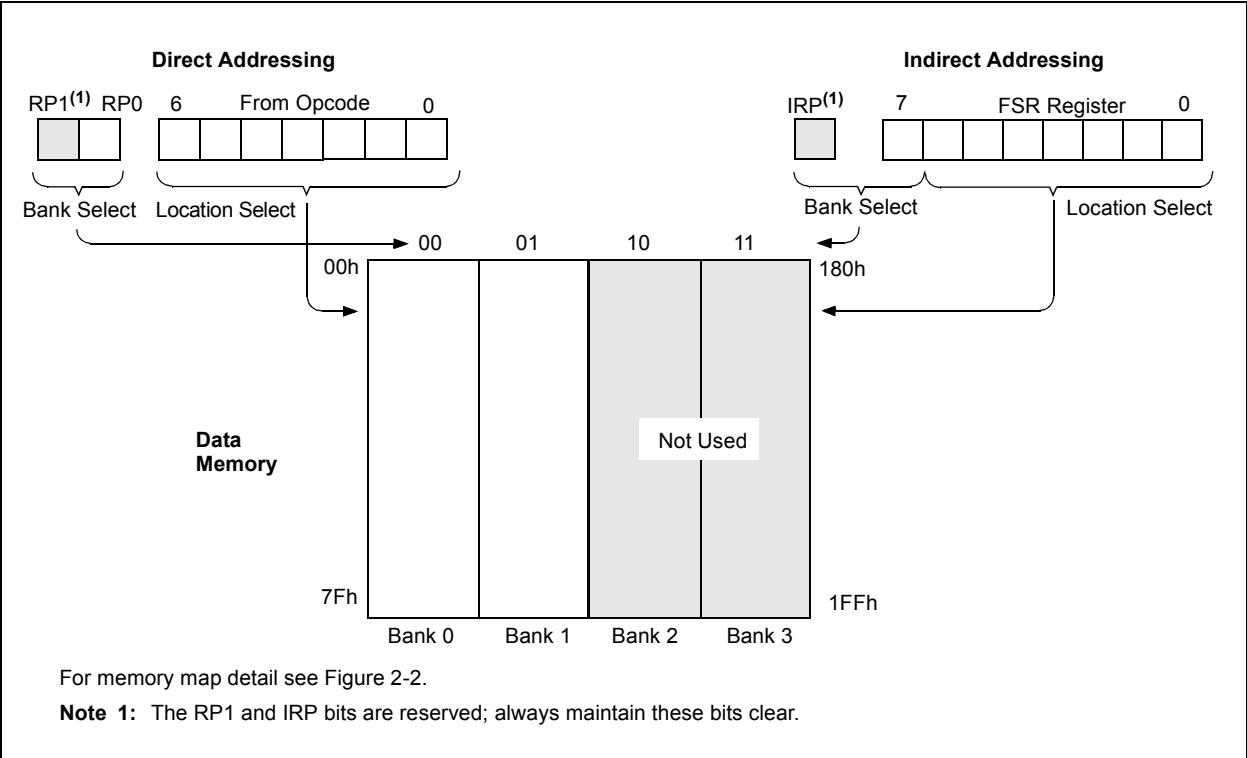 Direct Addressing
Indirect Addressing
RP1(1) RP0 6 From Opcode 0
IRP(1) 7 FSR Register 0
Bank Select Location Select
Bank Select Location Select
00 01 10 11
00h
180h
Data
Memory
Not Used
7Fh
1FFh
Bank 0 Bank 1 Bank 2 Bank 3
For memory map detail see Figure 2-2.
Note 1: The RP1 and IRP bits are reserved; always maintain these bits clear.